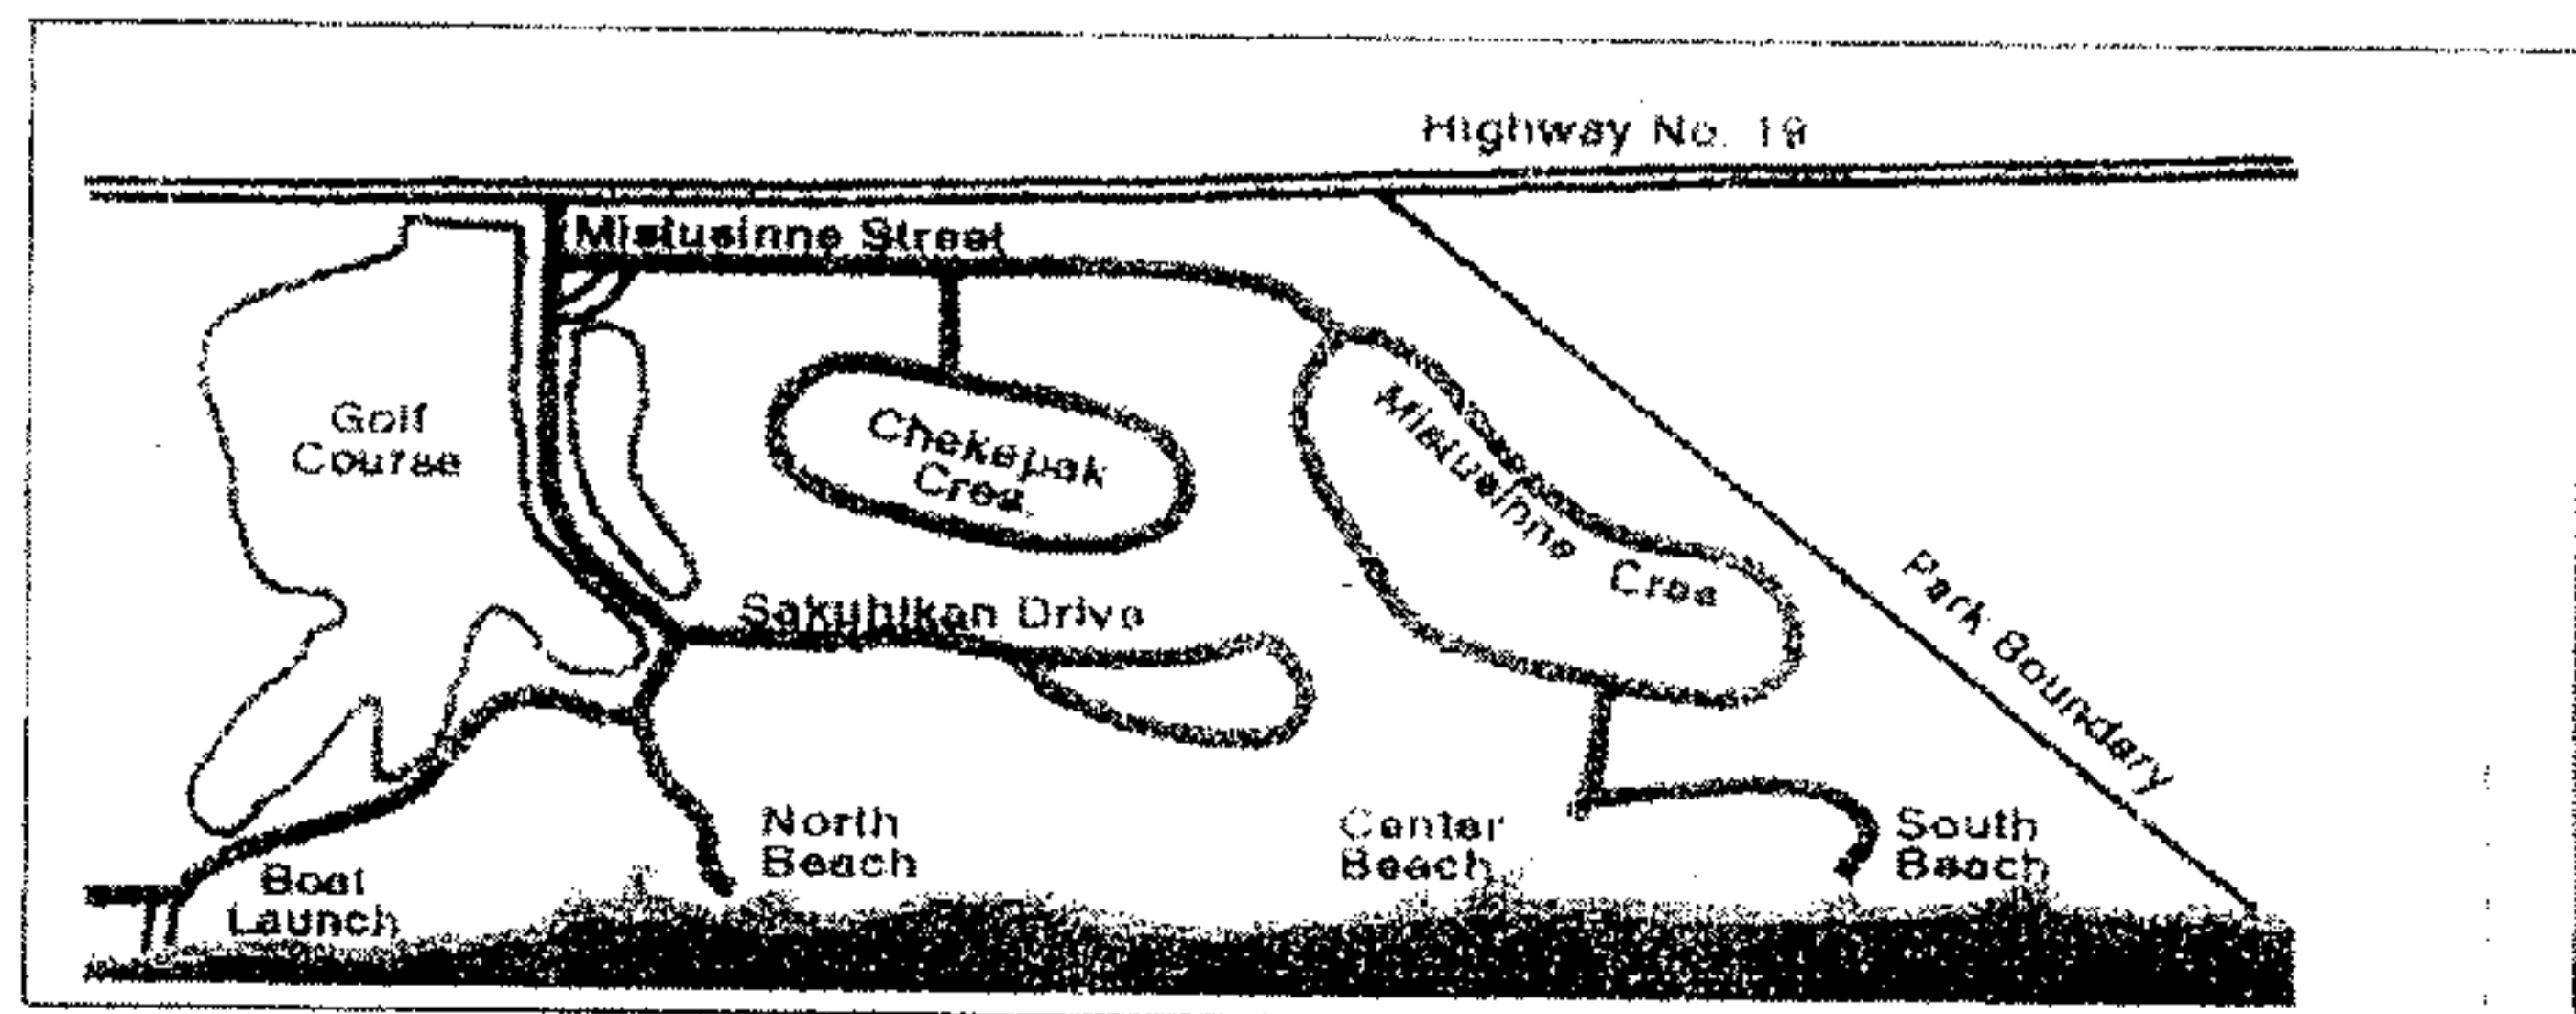 Highway No. 19
Mistusinne Street
Golf
Course
Chekepak
Cres.
Mistusinne Cres
Sakuhikan Drive
Park Boundary
North
Beach
Center
Beach
South
Beach
Boat
Launch